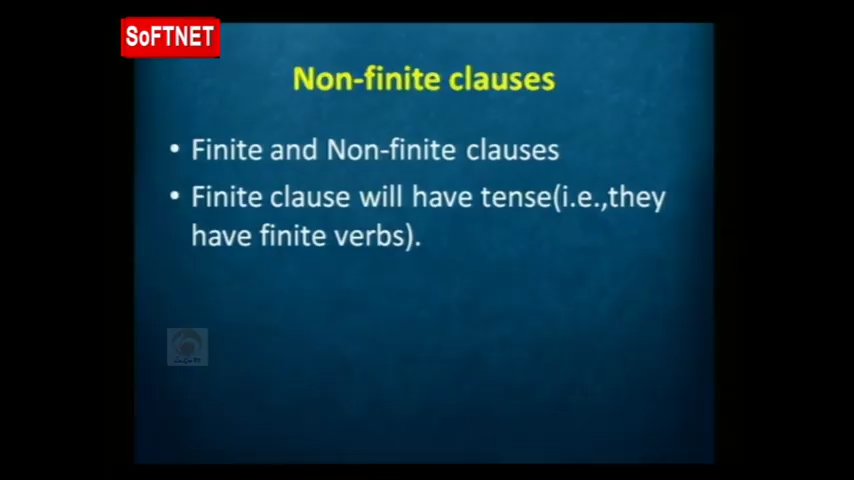 SoFTNET
Non-finite clauses
• Finite and Non-finite clauses
• Finite clause will have tense(i.e.,they
have finite verbs).